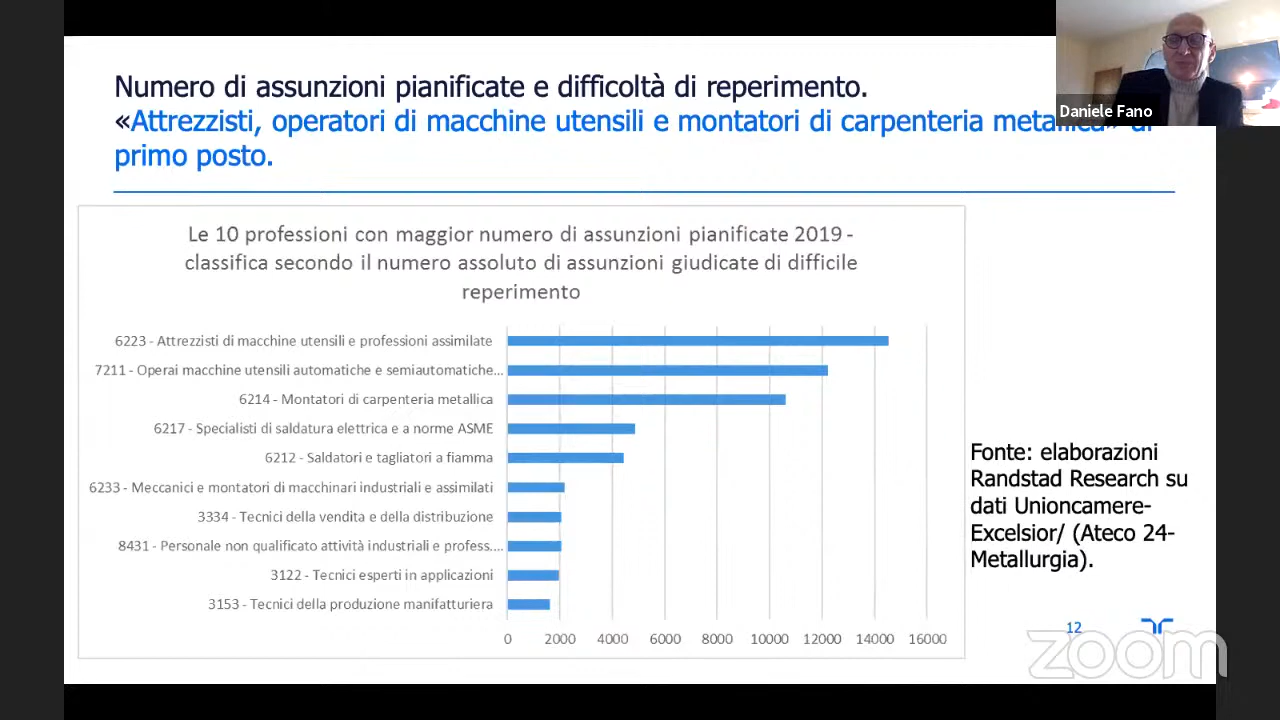 Numero di assunzioni pianificate e difficoltà di reperimento.
«Attrezzisti, operatori di macchine utensili e montatori di carpenteria
primo posto.
Daniele Fano
Le 10 professioni con maggior numero di assunzioni pianificate 2019 -
classifica secondo il numero assoluto di assunzioni giudicate di difficile
reperimento
6223 - Attrezzisti di macchine utensili e professioni assimilate
7211 - Operai macchine utensili automatiche e semiautomatiche...
6214 - Montatori di carpenteria metallica
6217 - Specialisti di saldatura elettrica e a norme ASME
6212 - Saldatori e tagliatori a fiamma
6233 - Meccanici e montatori di macchinari industriali e assimilati
3334 - Tecnici della vendita e della distribuzione
8431 - Personale non qualificato attività industriali e profess....
3122 - Tecnici esperti in applicazioni
3153 - Tecnici della produzione manifatturiera
0 2000 4000 6000 8000 10000 12000 14000 16000
Fonte: elaborazioni
Randstad Research su
dati Unioncamere-
Excelsior/ (Ateco 24-
Metallurgia).
12
zoom